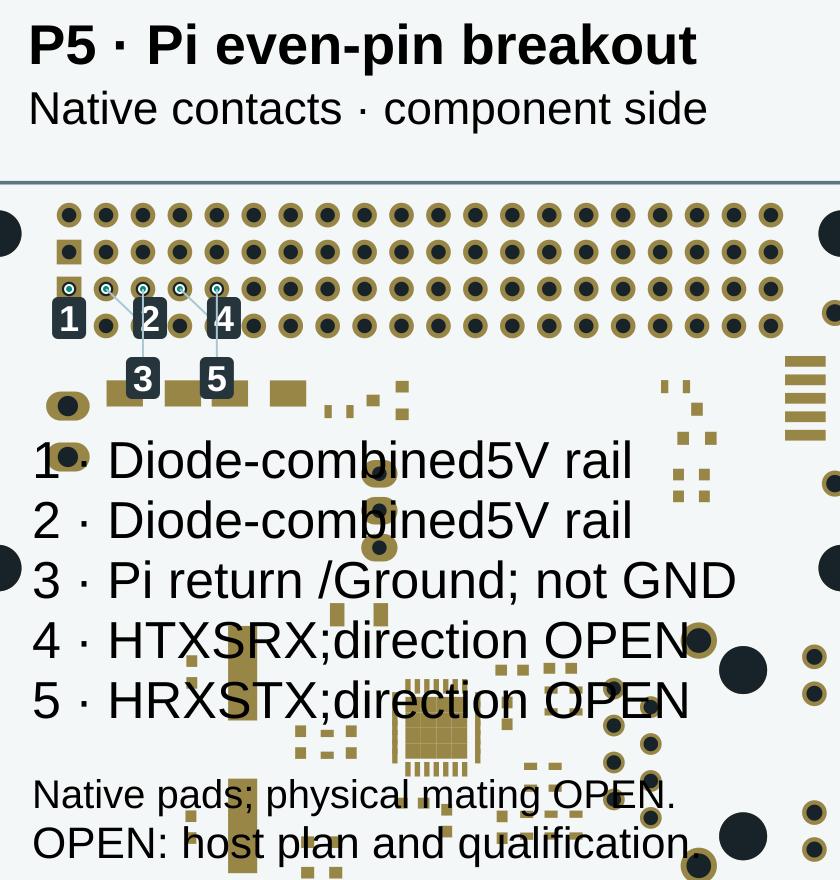 P5 · Pi even-pin breakout
Native contacts · component side
1 2 4
3 5
1 · Diode-combined5V rail
2 · Diode-combined5V rail
3 · Pi return /Ground; not GND
4 · HTXSRX;direction OPEN
5 · HRXSTX;direction OPEN
Native pads; physical mating OPEN.
OPEN: host plan and qualification.